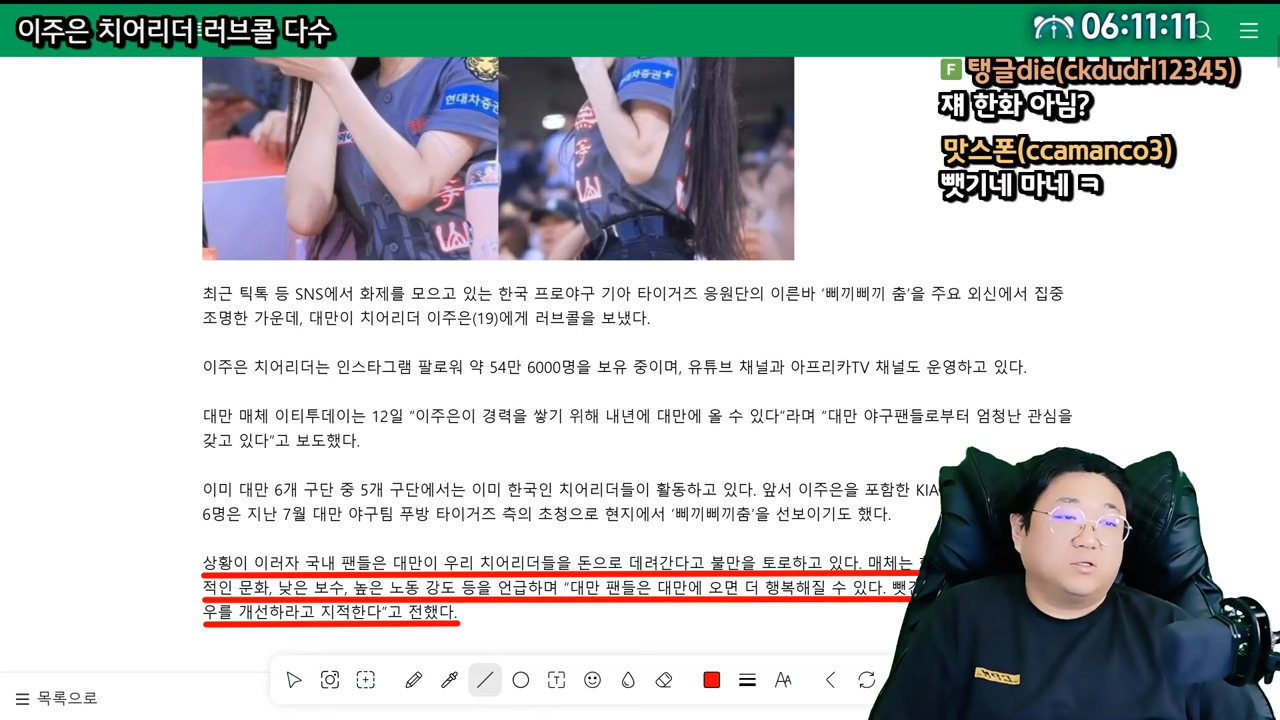 이주은 치어리더 러브콜 다수
06:11:11
F 탱글die(ckdudrl12345)
쟤 한화 아님?
맛스폰(ccamanco3)
뺏기네 마네 ㅋ
현대차증권
현대차증권
최근 틱톡 등 SNS에서 화제를 모으고 있는 한국 프로야구 기아 타이거즈 응원단의 이른바 ‘삐끼삐끼 춤’을 주요 외신에서 집중
조명한 가운데, 대만이 치어리더 이주은(19)에게 러브콜을 보냈다.
이주은 치어리더는 인스타그램 팔로워 약 54만 6000명을 보유 중이며, 유튜브 채널과 아프리카TV 채널도 운영하고 있다.
대만 매체 이티투데이는 12일 “이주은이 경력을 쌓기 위해 내년에 대만에 올 수 있다”라며 “대만 야구팬들로부터 엄청난 관심을
갖고 있다”고 보도했다.
이미 대만 6개 구단 중 5개 구단에서는 이미 한국인 치어리더들이 활동하고 있다. 앞서 이주은을 포함한 KIA
6명은 지난 7월 대만 야구팀 푸방 타이거즈 측의 초청으로 현지에서 ‘삐끼삐끼춤’을 선보이기도 했다.
상황이 이러자 국내 팬들은 대만이 우리 치어리더들을 돈으로 데려간다고 불만을 토로하고 있다. 매체는
적인 문화, 낮은 보수, 높은 노동 강도 등을 언급하며 “대만 팬들은 대만에 오면 더 행복해질 수 있다.
우를 개선하라고 지적한다”고 전했다.
목록으로